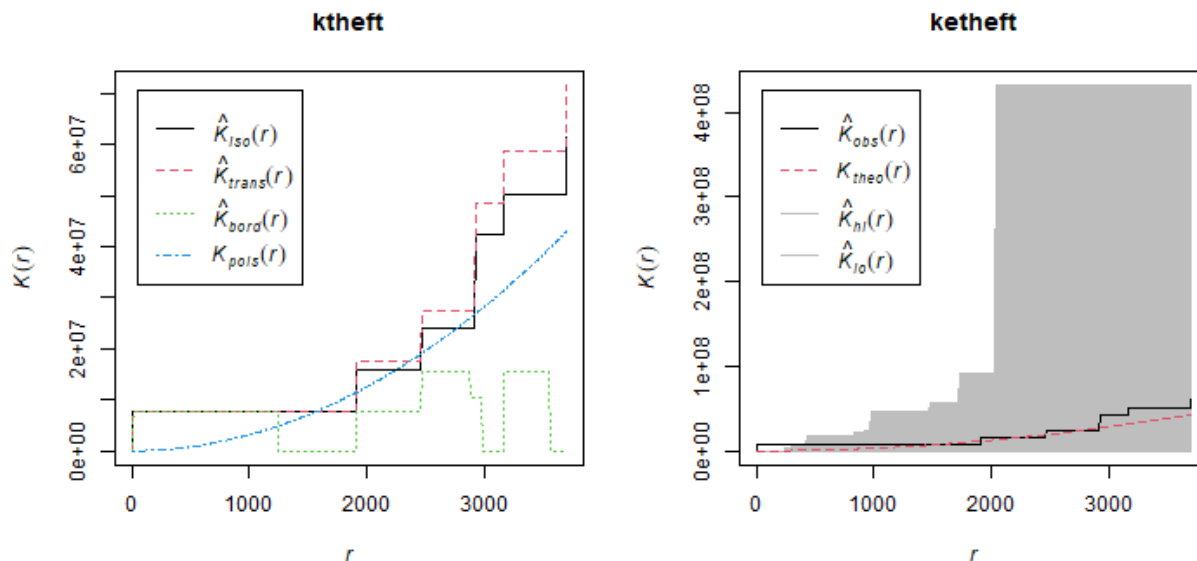 ktheft
K̂iso(r)
K̂trans(r)
K̂bord(r)
Kpois(r)
K(r)
0e+00
2e+07
4e+07
6e+07
0
1000
2000
3000
r
ketheft
K̂obs(r)
Ktheo(r)
K̂hi(r)
K̂lo(r)
K(r)
0e+00
1e+08
2e+08
3e+08
4e+08
0
1000
2000
3000
r